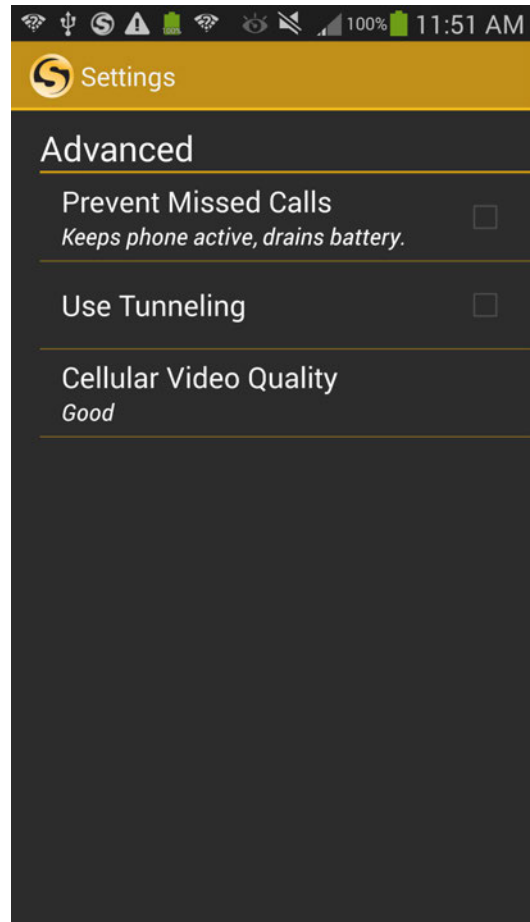 100% 11:51 AM
Settings
Advanced
Prevent Missed Calls
Keeps phone active, drains battery.
Use Tunneling
Cellular Video Quality
Good